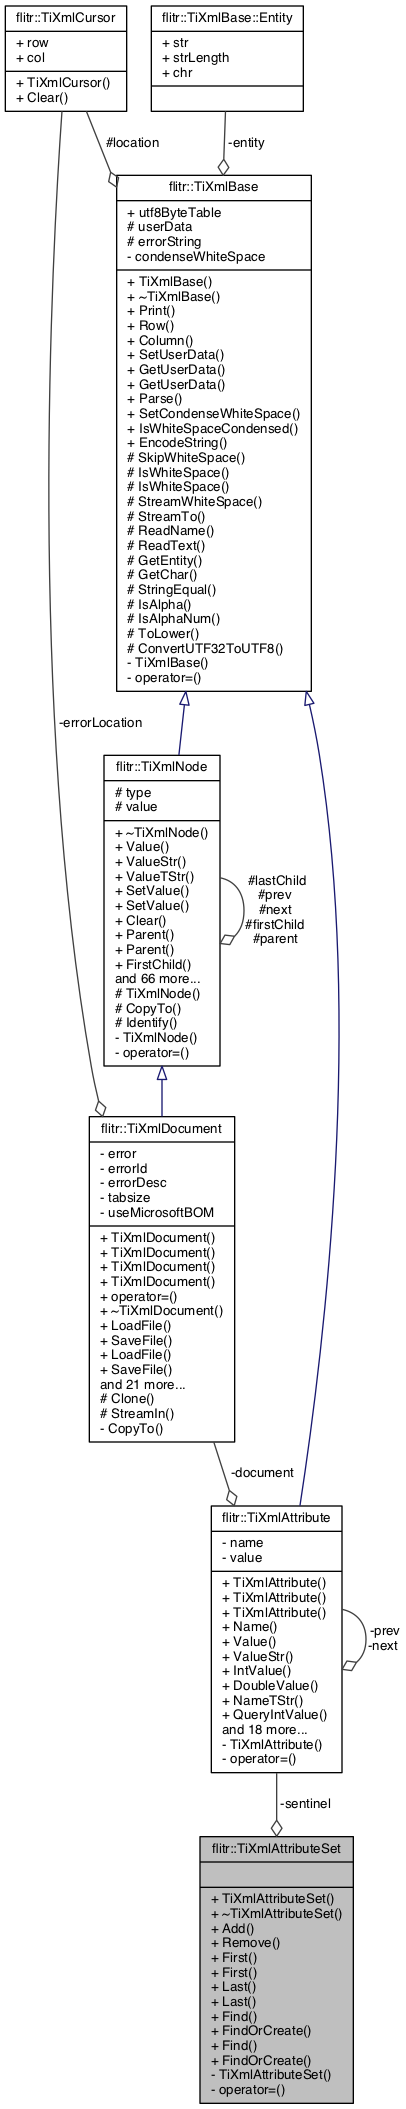 flitr::TiXmlCursor
+ row
+ col
+ TiXmlCursor()
+ Clear()
flitr::TiXmlBase::Entity
+ str
+ strLength
+ chr
#location
-entity
flitr::TiXmlBase
+ utf8ByteTable
# userData
# errorString
- condenseWhiteSpace
+ TiXmlBase()
+ ~TiXmlBase()
+ Print()
+ Row()
+ Column()
+ SetUserData()
+ GetUserData()
+ GetUserData()
+ Parse()
+ SetCondenseWhiteSpace()
+ IsWhiteSpaceCondensed()
+ EncodeString()
# SkipWhiteSpace()
# IsWhiteSpace()
# IsWhiteSpace()
# StreamWhiteSpace()
# StreamTo()
# ReadName()
# ReadText()
# GetEntity()
# GetChar()
# StringEqual()
# IsAlpha()
# IsAlphaNum()
# ToLower()
# ConvertUTF32ToUTF8()
- TiXmlBase()
- operator=()
-errorLocation
flitr::TiXmlNode
# type
# value
+ ~TiXmlNode()
+ Value()
+ ValueStr()
+ ValueTStr()
+ SetValue()
+ SetValue()
+ Clear()
+ Parent()
+ Parent()
+ FirstChild()
and 66 more...
# TiXmlNode()
# CopyTo()
# Identify()
- TiXmlNode()
- operator=()
#lastChild
#prev
#next
#firstChild
#parent
flitr::TiXmlDocument
- error
- errorId
- errorDesc
- tabsize
- useMicrosoftBOM
+ TiXmlDocument()
+ TiXmlDocument()
+ TiXmlDocument()
+ TiXmlDocument()
+ operator=()
+ ~TiXmlDocument()
+ LoadFile()
+ SaveFile()
+ LoadFile()
+ SaveFile()
and 21 more...
# Clone()
# StreamIn()
- CopyTo()
-document
flitr::TiXmlAttribute
- name
- value
+ TiXmlAttribute()
+ TiXmlAttribute()
+ TiXmlAttribute()
+ Name()
+ Value()
+ ValueStr()
+ IntValue()
+ DoubleValue()
+ NameTStr()
+ QueryIntValue()
and 18 more...
- TiXmlAttribute()
- operator=()
-prev
-next
-sentinel
flitr::TiXmlAttributeSet
+ TiXmlAttributeSet()
+ ~TiXmlAttributeSet()
+ Add()
+ Remove()
+ First()
+ First()
+ Last()
+ Last()
+ Find()
+ FindOrCreate()
+ Find()
+ FindOrCreate()
- TiXmlAttributeSet()
- operator=()